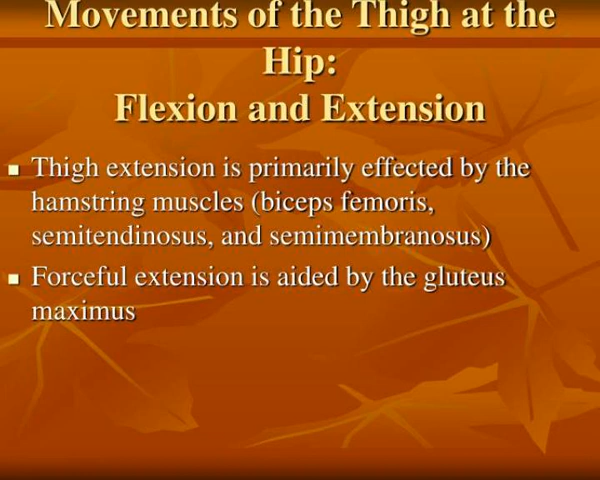 Movements of the Thigh at the
Hip:
Flexion and Extension
Thigh extension is primarily effected by the
hamstring muscles (biceps femoris,
semitendinosus, and semimembranosus)
Forceful extension is aided by the gluteus
maximus